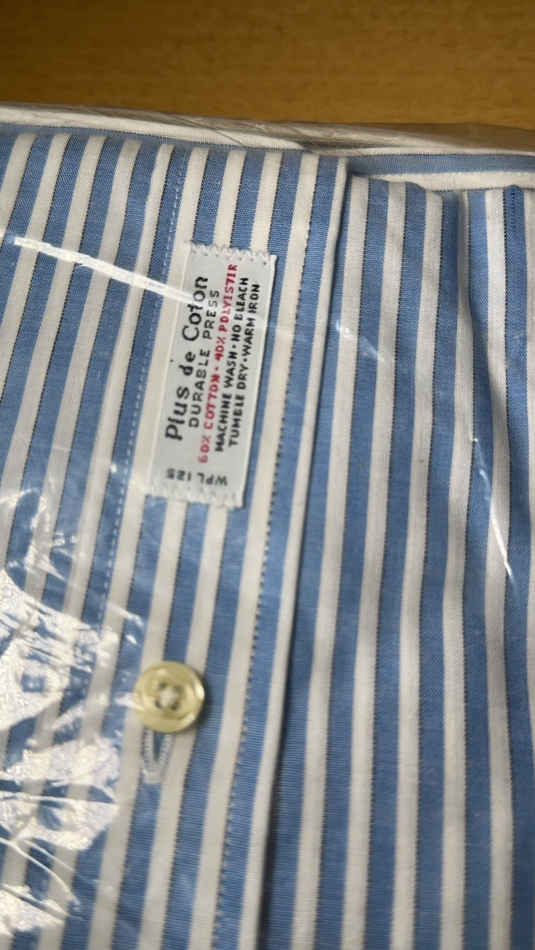 Plus de Coton
DURABLE PRESS
60% COTTON • 40% POLYESTER
MACHINE WASH • NO BLEACH
TUMBLE DRY • WARM IRON
WPL 125